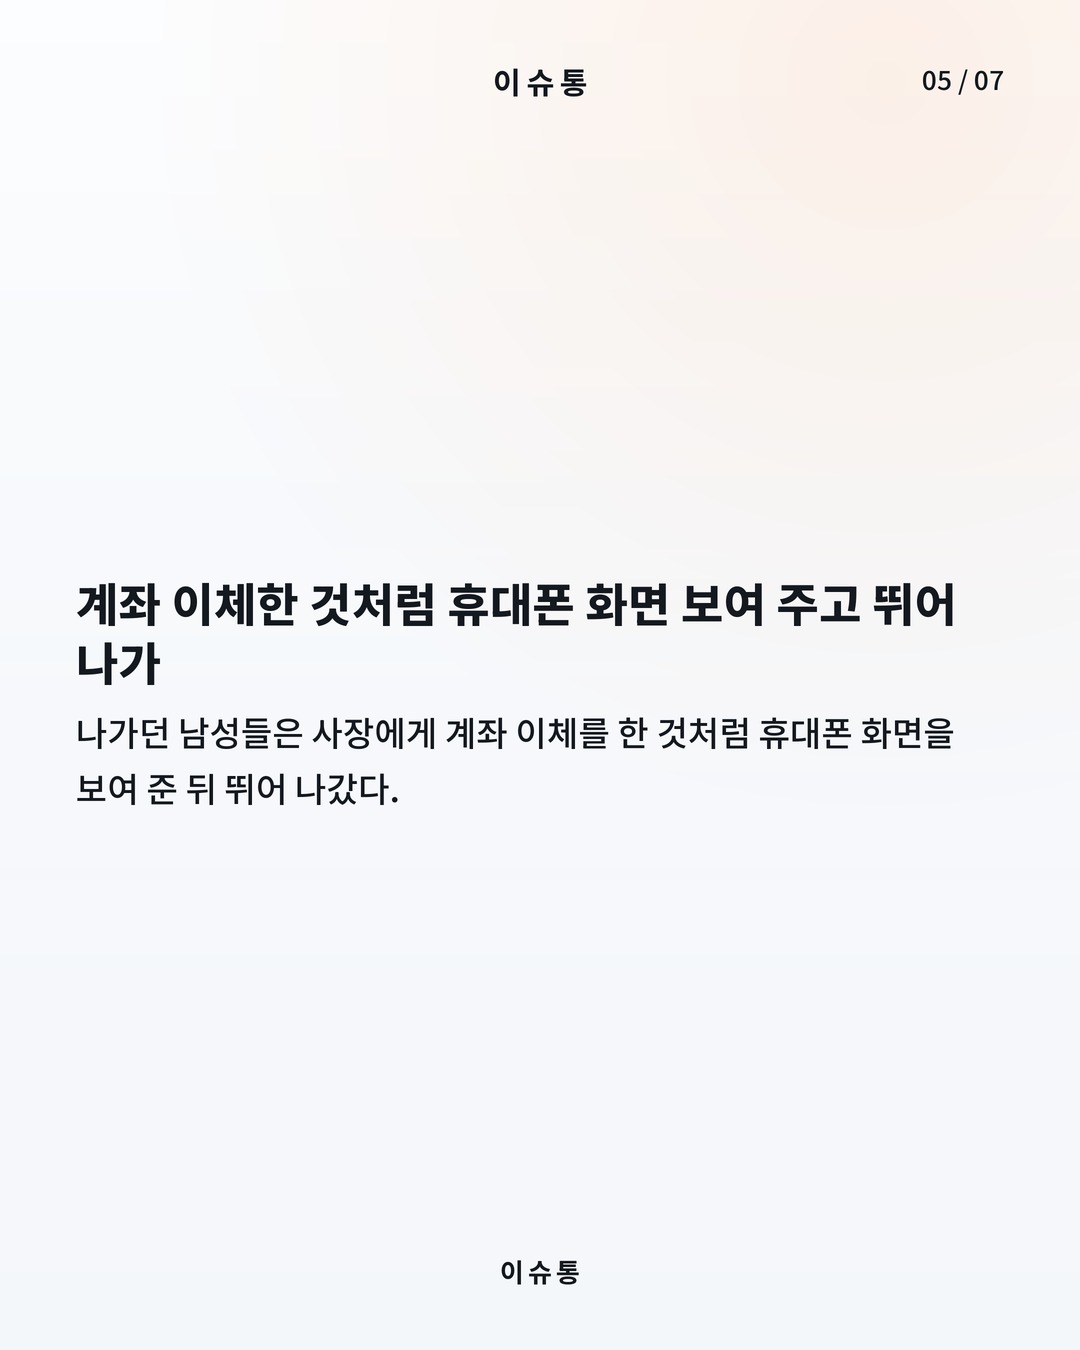 이슈통
05 / 07
계좌 이체한 것처럼 휴대폰 화면 보여 주고 뛰어
나가
나가던 남성들은 사장에게 계좌 이체를 한 것처럼 휴대폰 화면을
보여 준 뒤 뛰어 나갔다.
이슈통